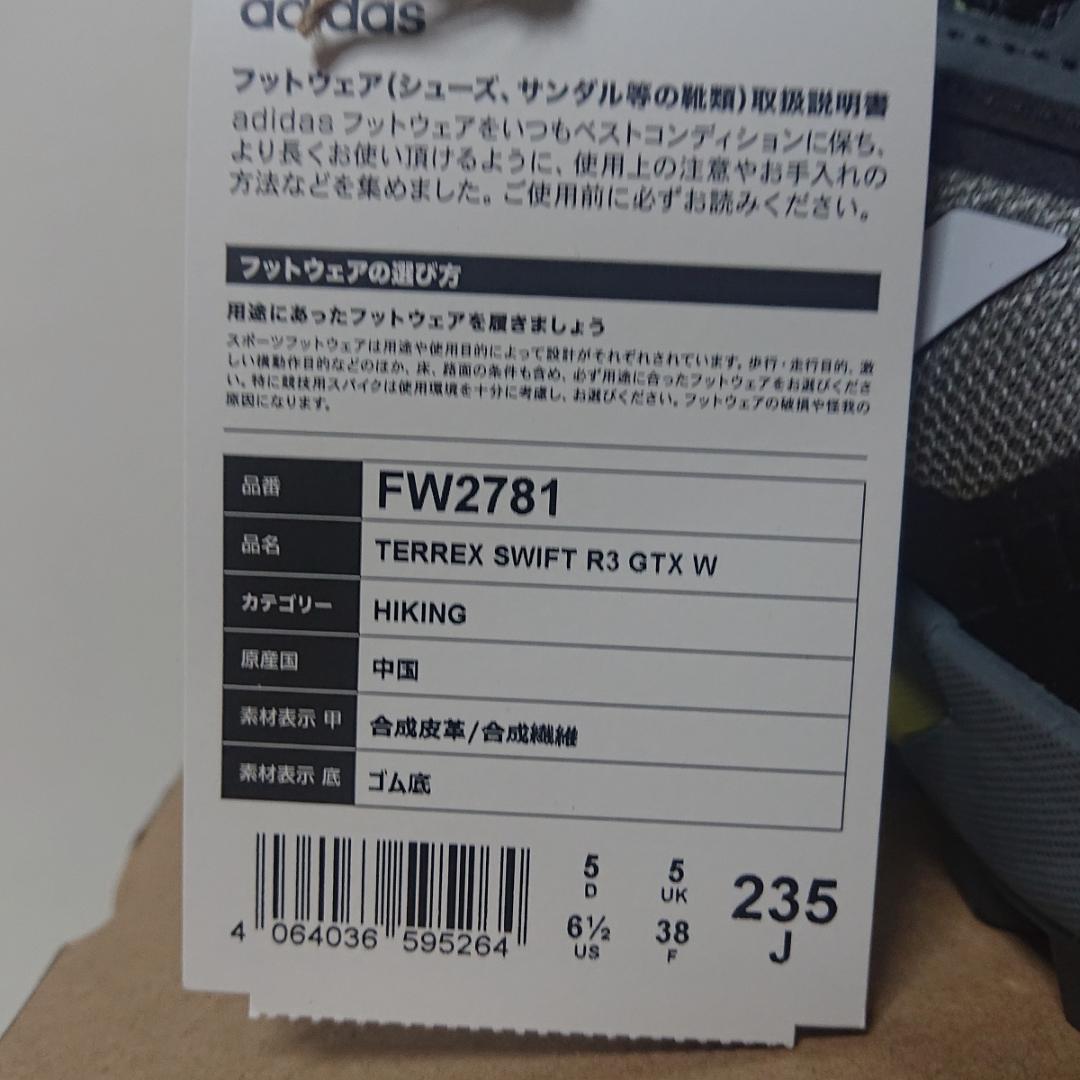 adidas
フットウェア(シューズ、サンダル等の靴類)取扱説明書
adidas フットウェアをいつもベストコンディションに保ち、
より長くお使い頂けるように、使用上の注意やお手入れの
方法などを集めました。ご使用前に必ずお読みください。
フットウェアの選び方
用途にあったフットウェアを履きましょう
スポーツフットウェアは用途や使用目的によって設計がそれぞれされています。歩行・走行目的、激
しい横動作目的などのほか、床、路面の条件も含め、必ず用途に合ったフットウェアをお選びくださ
い。特に競技用スパイクは使用環境を十分に考慮し、お選びください。フットウェアの破損や怪我の
原因になります。
品番 FW2781
品名 TERREX SWIFT R3 GTX W
カテゴリー HIKING
原産国 中国
素材表示 甲 合成皮革/合成繊維
素材表示 底 ゴム底
5 5 235
D UK J
6½ 38
US F
4 064036 595264